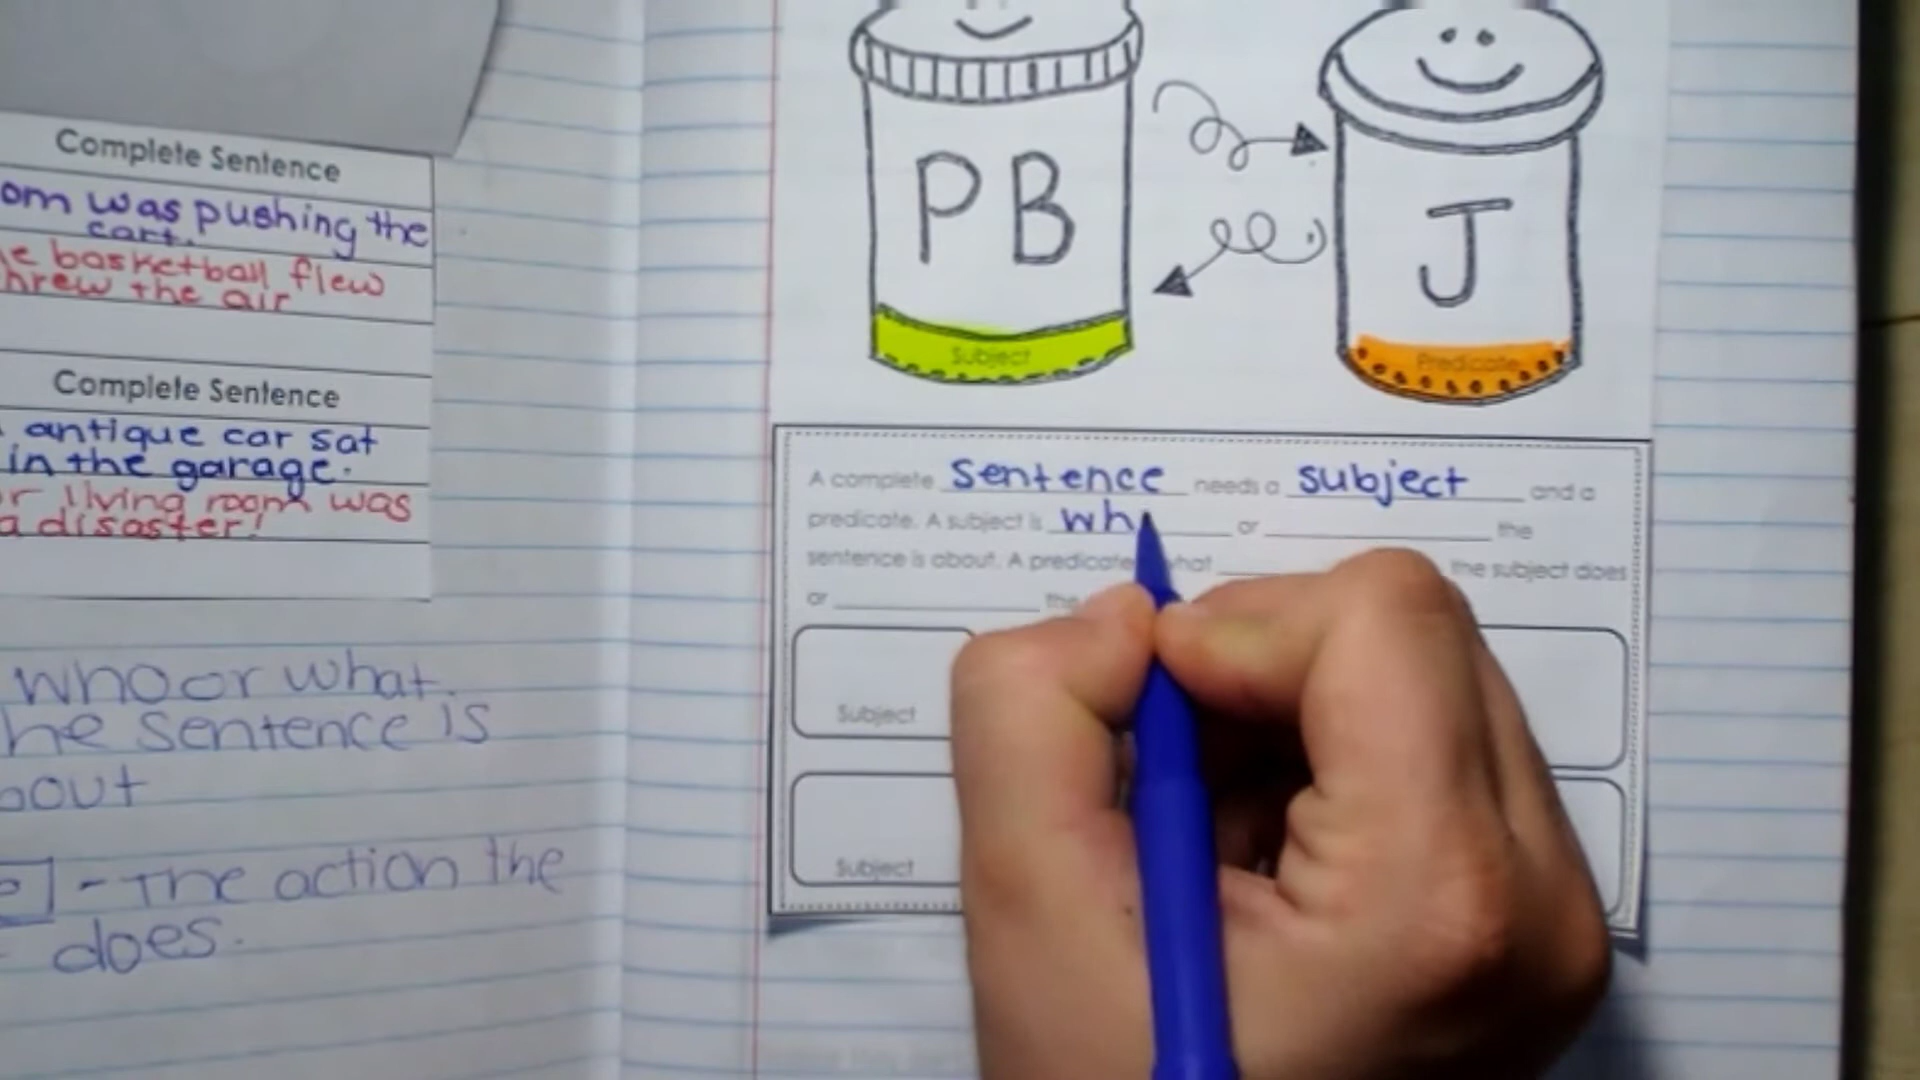 Complete Sentence
om was pushing the
cart.
e basketball flew
hrew the air
Complete Sentence
antique car sat
in the garage.
r living room was
a disaster!
who or what
he sentence is
bout
- The action the
does.
PB
Subject
J
Predicate
A complete sentence needs a subject and a
predicate. A subject is wh or the
sentence is about. A predicate hat the subject does
or the
Subject
Subject